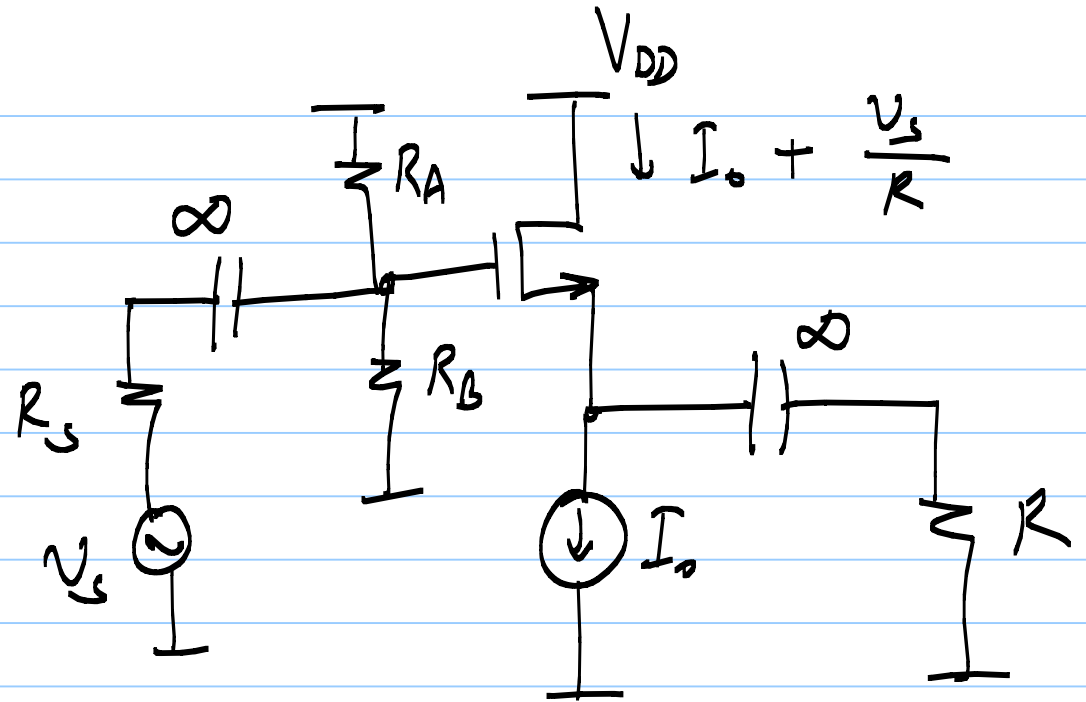 V_DD
I_o + v_s/R
R_A
∞
R_B
∞
R_s
v_s
I_o
R